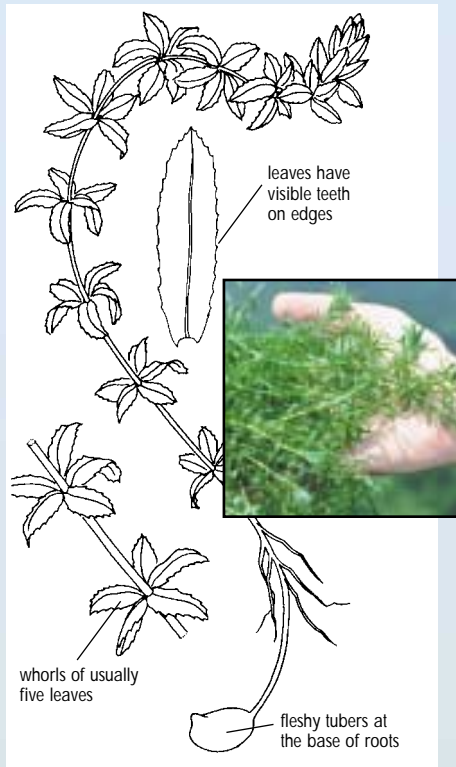 leaves have
visible teeth
on edges
whorls of usually
five leaves
fleshy tubers at
the base of roots